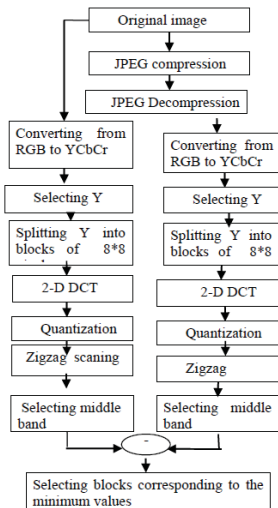 Original image
JPEG compression
JPEG Decompression
Converting from
RGB to YCbCr
Selecting Y
Splitting Y into
blocks of 8*8
2-D DCT
Quantization
Zigzag scaning
Selecting middle
band
Converting from
RGB to YCbCr
Selecting Y
Splitting Y into
blocks of 8*8
2-D DCT
Quantization
Zigzag
Selecting middle
band
-
Selecting blocks corresponding to the
minimum values